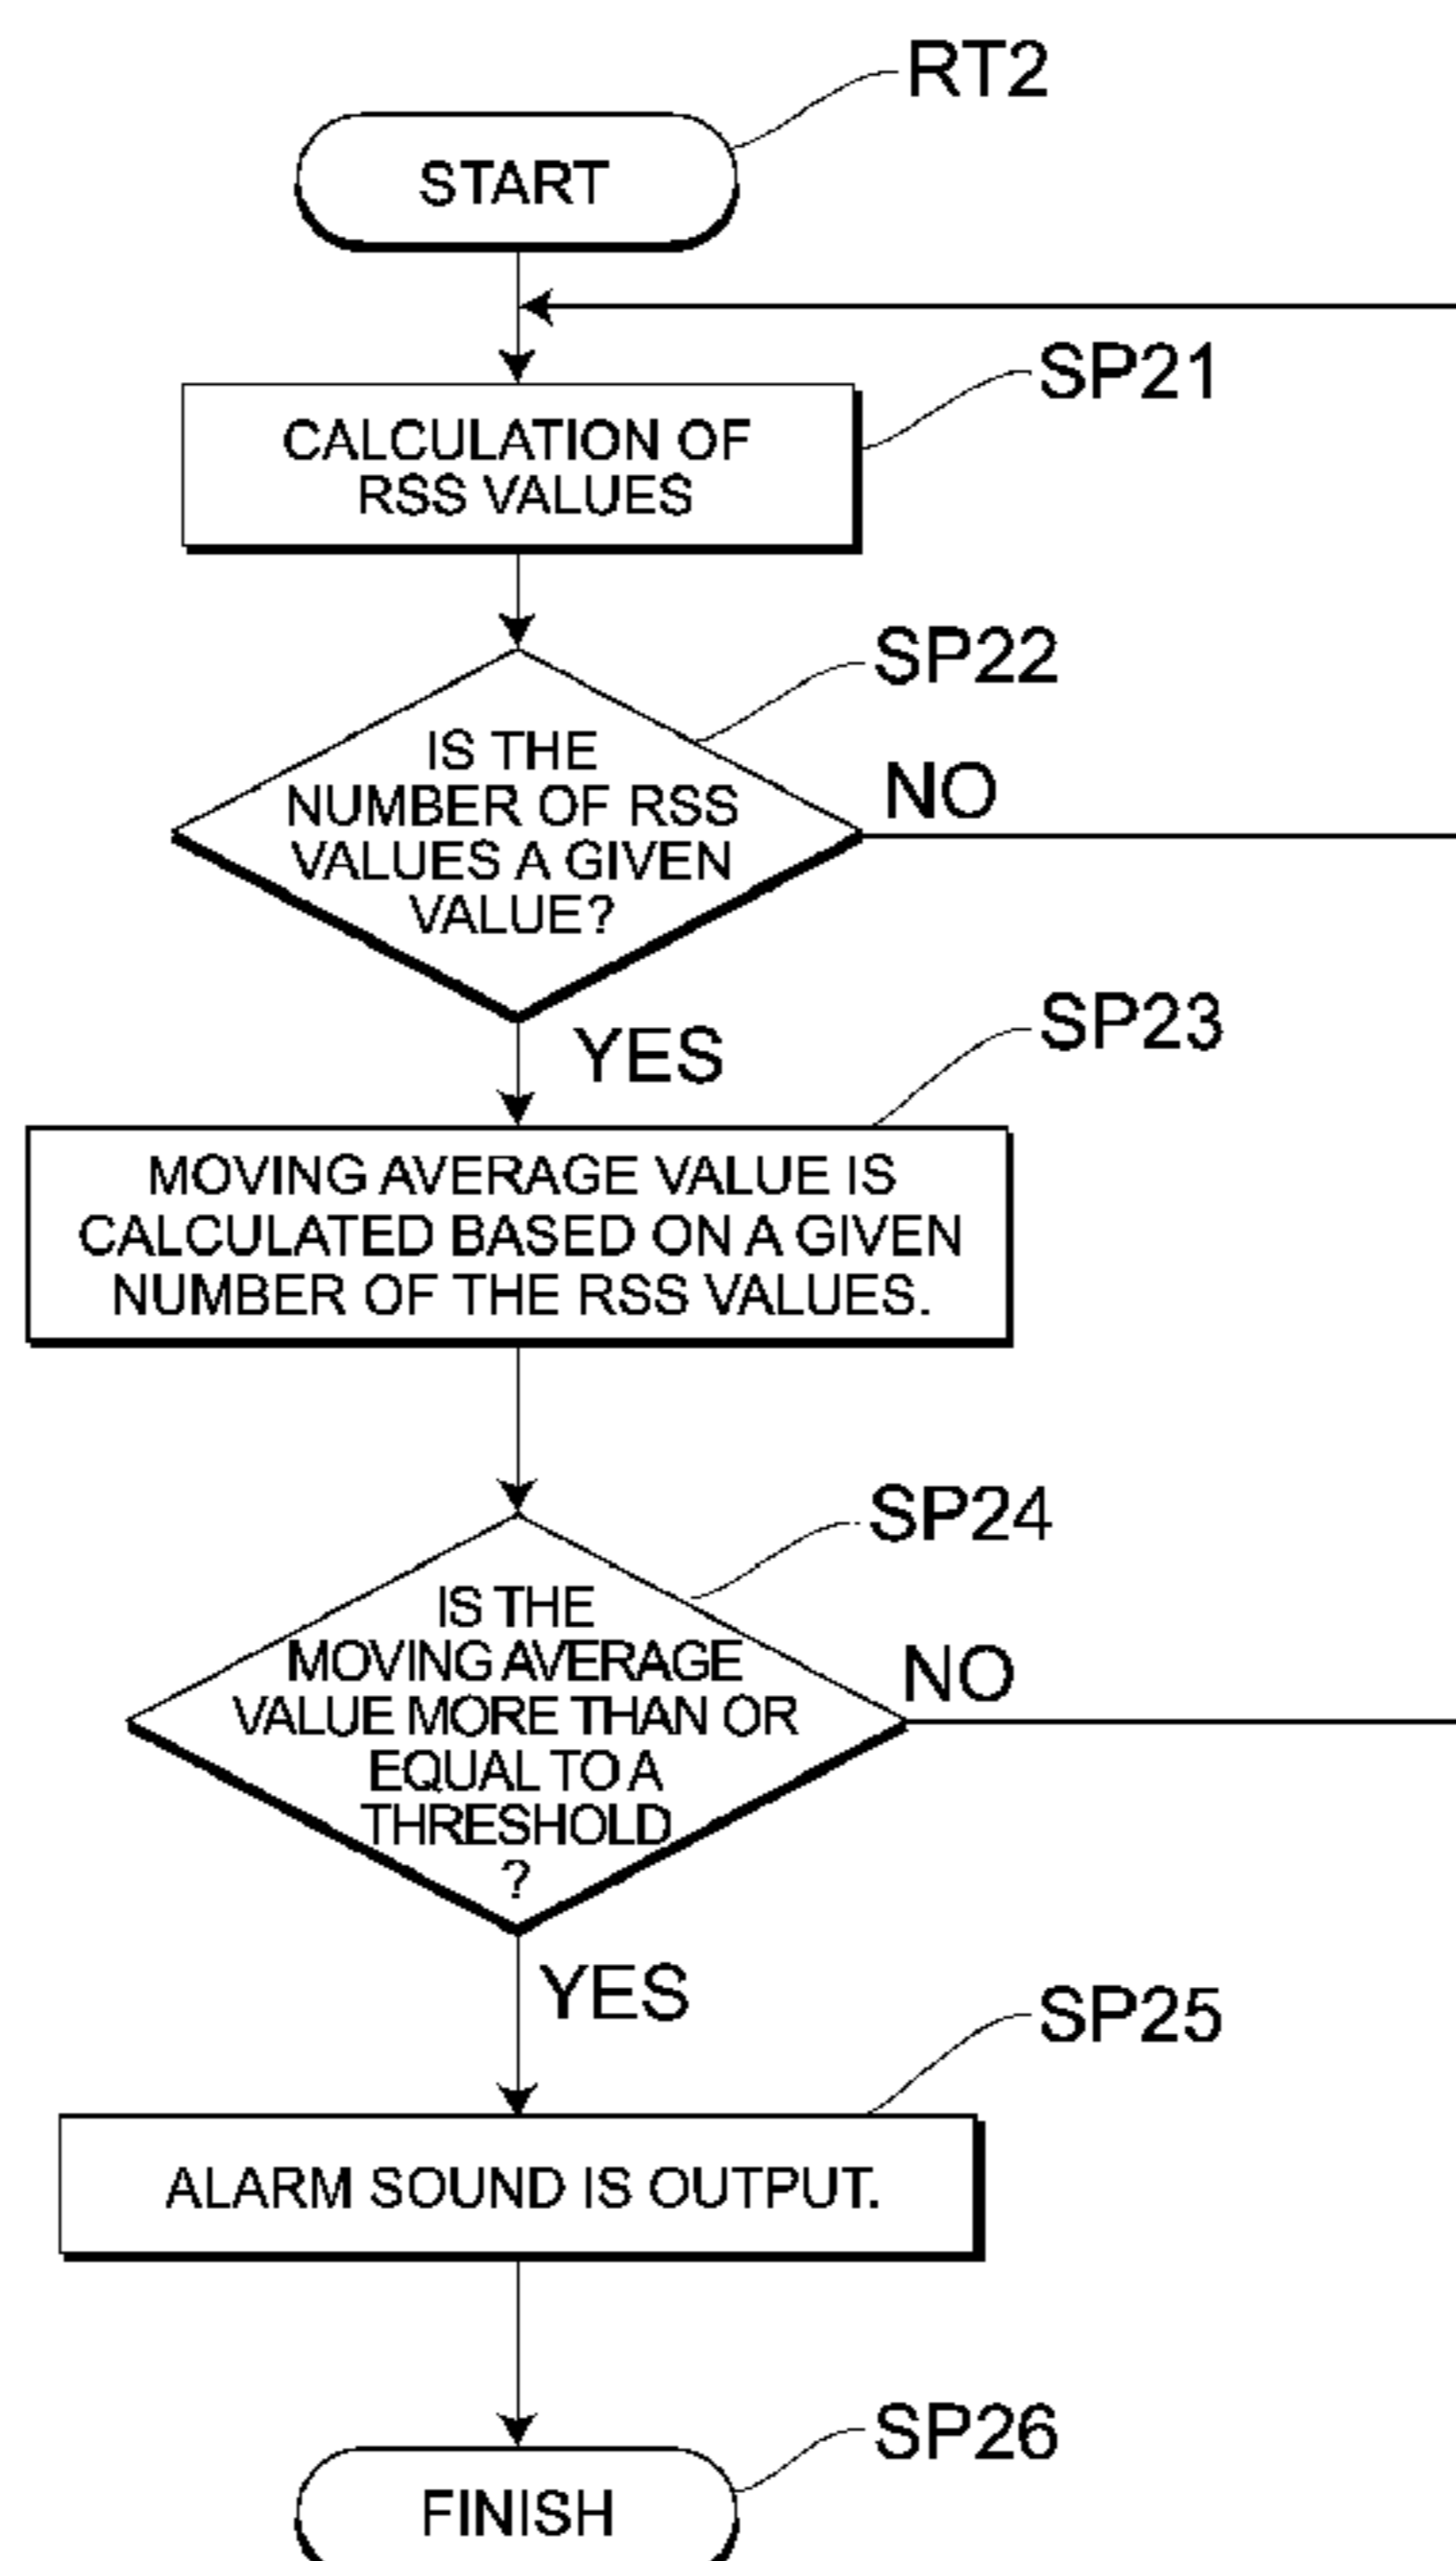 RT2
START
SP21
CALCULATION OF
RSS VALUES
SP22
IS THE
NUMBER OF RSS
VALUES A GIVEN
VALUE?
NO
YES
SP23
MOVING AVERAGE VALUE IS
CALCULATED BASED ON A GIVEN
NUMBER OF THE RSS VALUES.
SP24
IS THE
MOVING AVERAGE
VALUE MORE THAN OR
EQUAL TO A
THRESHOLD
?
NO
YES
SP25
ALARM SOUND IS OUTPUT.
SP26
FINISH